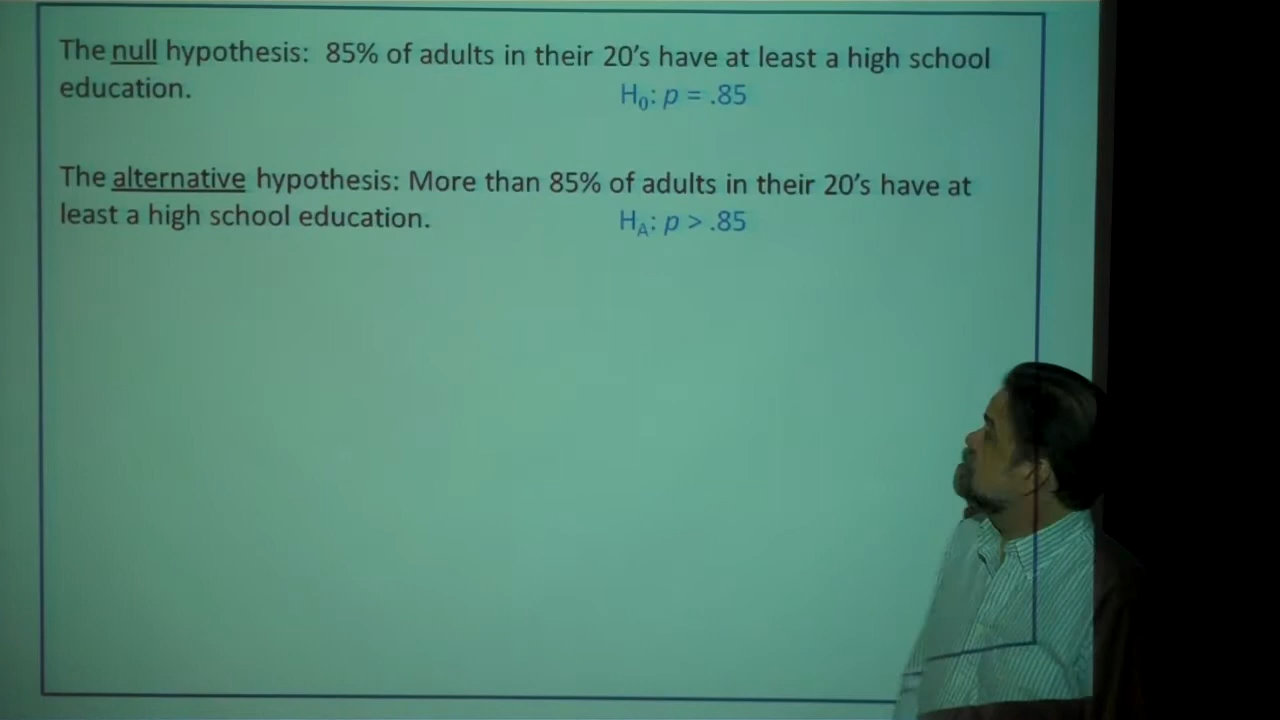 The null hypothesis: 85% of adults in their 20's have at least a high school
education. H₀: p = .85
The alternative hypothesis: More than 85% of adults in their 20's have at
least a high school education. Hₐ: p > .85